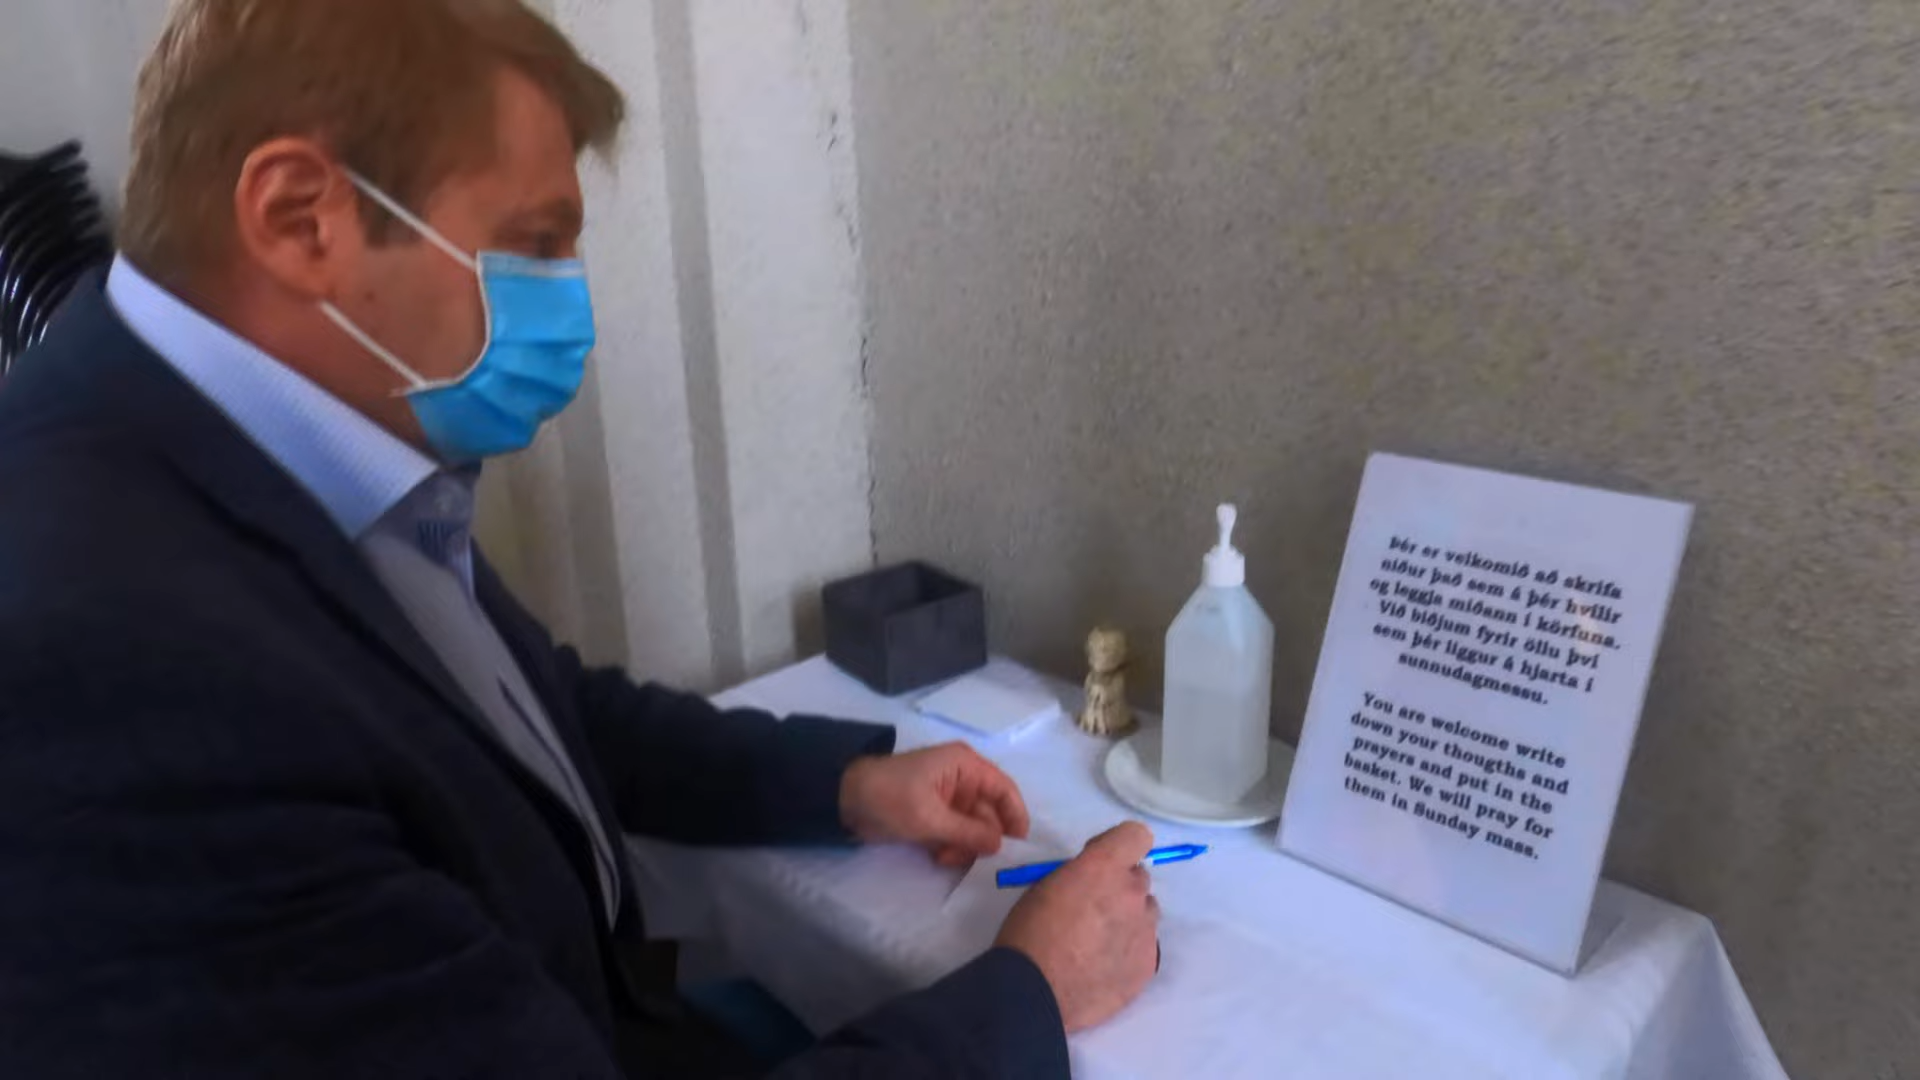 Þér er velkomið að skrifa
niður það sem á þér hvílir
og leggja miðann í körfuna.
Við biðjum fyrir öllu því
sem þér liggur á hjarta í
sunnudagmessu.
You are welcome write
down your thougths and
prayers and put in the
basket. We will pray for
them in Sunday mass.